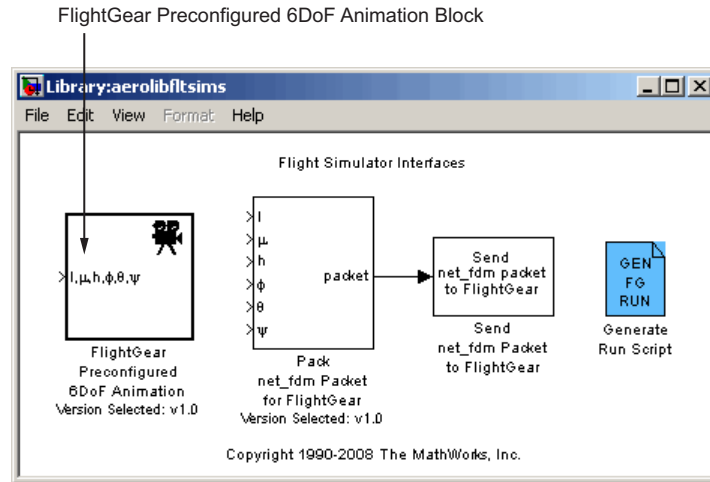 FlightGear Preconfigured 6DoF Animation Block
Library:aerolibfltsims
File Edit View Format Help
Flight Simulator Interfaces
l,μ,h,ϕ,θ,ψ
FlightGear
Preconfigured
6DoF Animation
Version Selected: v1.0
l
μ
h
ϕ
θ
ψ
packet
Pack
net_fdm Packet
for FlightGear
Version Selected: v1.0
Send
net_fdm packet
to FlightGear
Send
net_fdm Packet
to FlightGear
GEN
FG
RUN
Generate
Run Script
Copyright 1990-2008 The MathWorks, Inc.